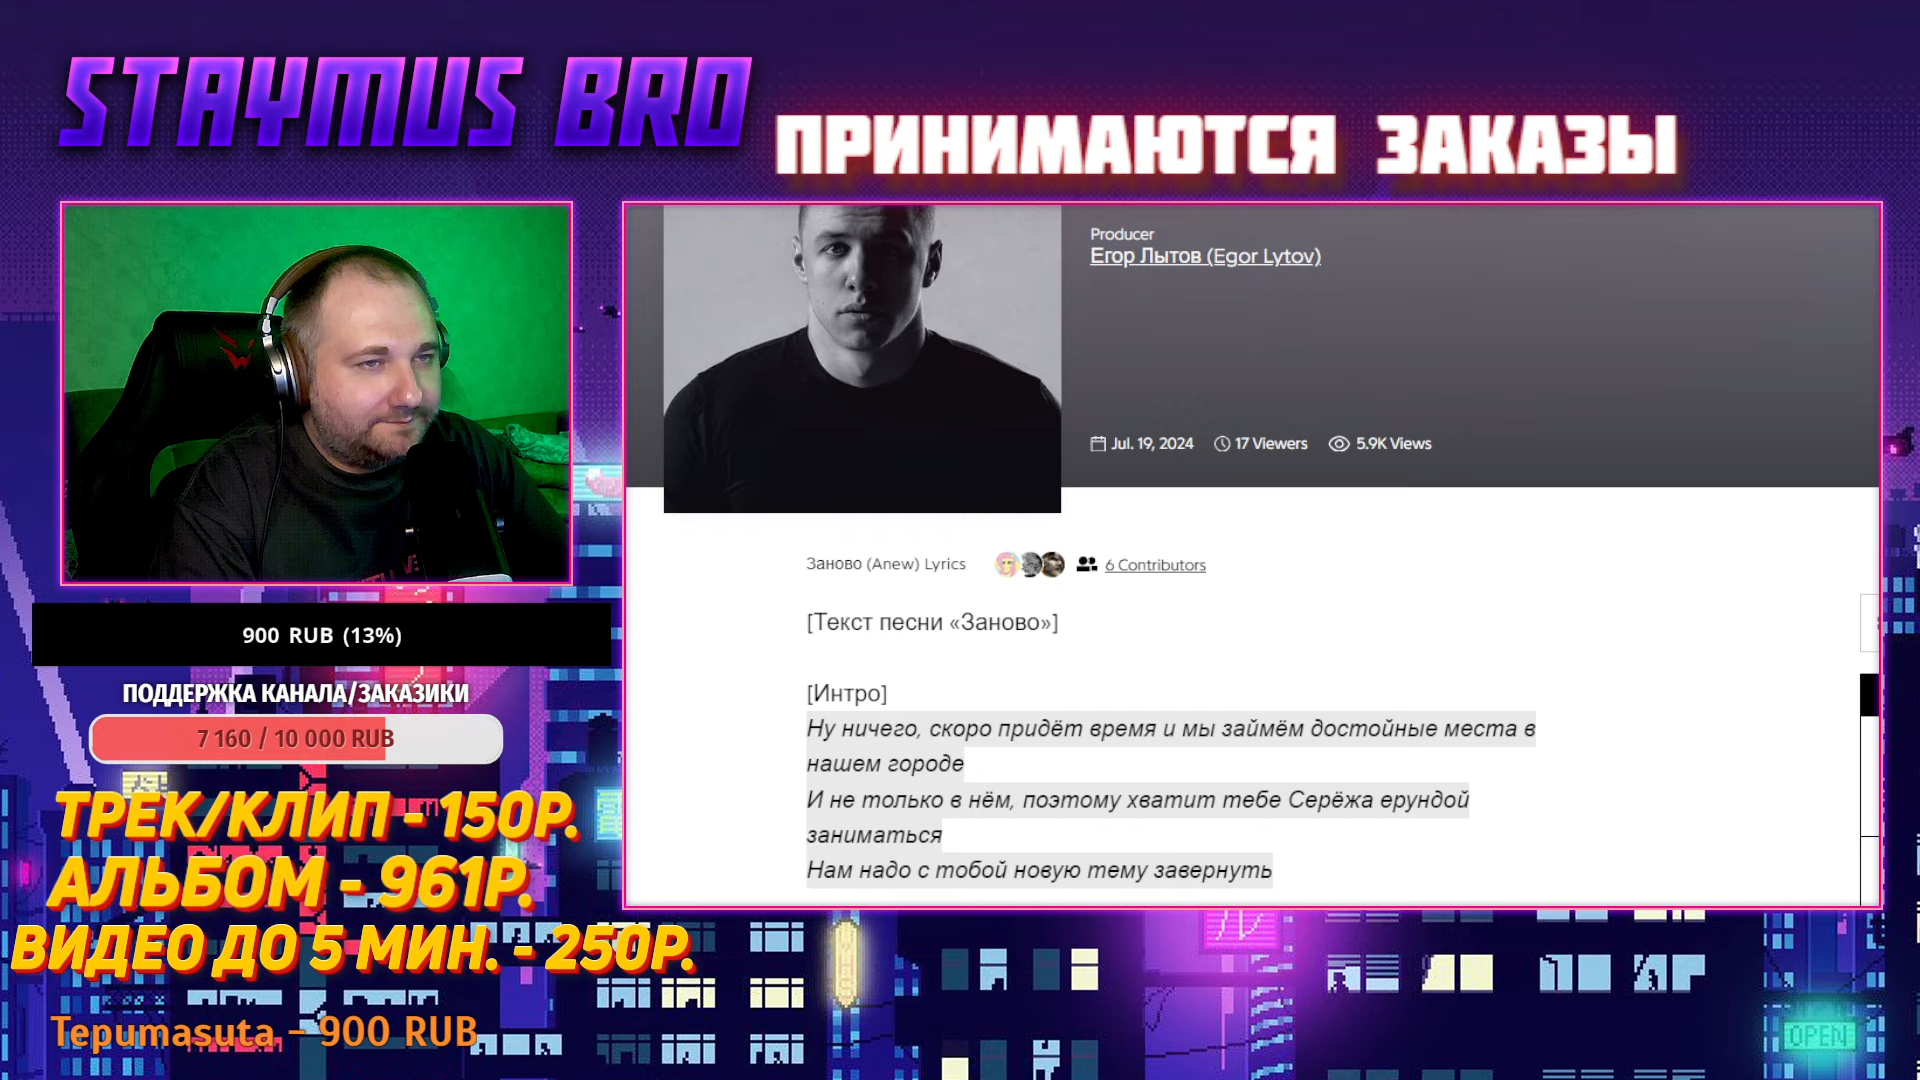 STAYMUS BRO
ПРИНИМАЮТСЯ ЗАКАЗЫ
Producer
Егор Лытов (Egor Lytov)
Jul. 19, 2024 17 Viewers 5.9K Views
Заново (Anew) Lyrics 6 Contributors
[Текст песни «Заново»]
[Интро]
Ну ничего, скоро придёт время и мы займём достойные места в
нашем городе
И не только в нём, поэтому хватит тебе Серёжа ерундой
заниматься
Нам надо с тобой новую тему завернуть
900 RUB (13%)
ПОДДЕРЖКА КАНАЛА/ЗАКАЗИКИ
7 160 / 10 000 RUB
ТРЕК/КЛИП - 150Р.
АЛЬБОМ - 961Р.
ВИДЕО ДО 5 МИН. - 250Р.
Tepumasuta – 900 RUB
OPEN